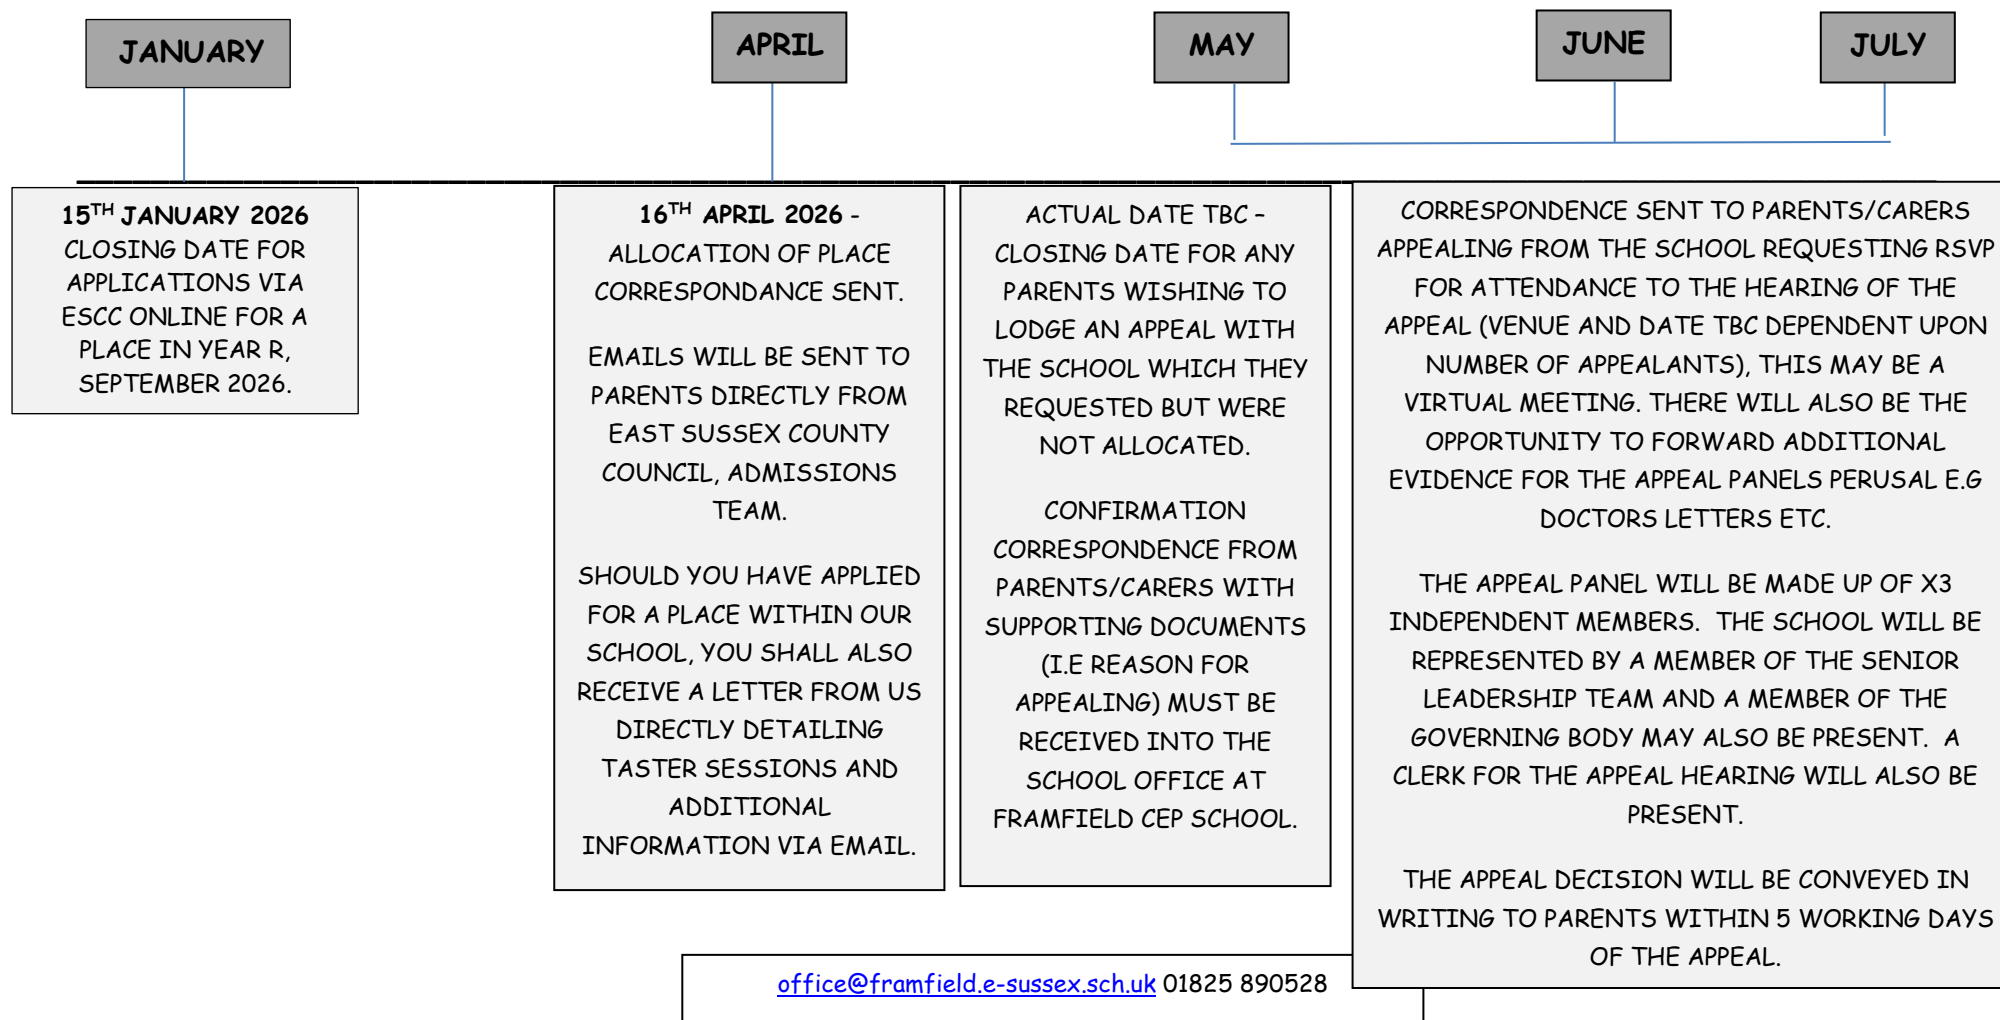 JANUARY
APRIL
MAY
JUNE
JULY
15TH JANUARY 2026
CLOSING DATE FOR
APPLICATIONS VIA
ESCC ONLINE FOR A
PLACE IN YEAR R,
SEPTEMBER 2026.
16TH APRIL 2026 -
ALLOCATION OF PLACE
CORRESPONDANCE SENT.
EMAILS WILL BE SENT TO
PARENTS DIRECTLY FROM
EAST SUSSEX COUNTY
COUNCIL, ADMISSIONS
TEAM.
SHOULD YOU HAVE APPLIED
FOR A PLACE WITHIN OUR
SCHOOL, YOU SHALL ALSO
RECEIVE A LETTER FROM US
DIRECTLY DETAILING
TASTER SESSIONS AND
ADDITIONAL
INFORMATION VIA EMAIL.
ACTUAL DATE TBC –
CLOSING DATE FOR ANY
PARENTS WISHING TO
LODGE AN APPEAL WITH
THE SCHOOL WHICH THEY
REQUESTED BUT WERE
NOT ALLOCATED.
CONFIRMATION
CORRESPONDENCE FROM
PARENTS/CARERS WITH
SUPPORTING DOCUMENTS
(I.E REASON FOR
APPEALING) MUST BE
RECEIVED INTO THE
SCHOOL OFFICE AT
FRAMFIELD CEP SCHOOL.
CORRESPONDENCE SENT TO PARENTS/CARERS
APPEALING FROM THE SCHOOL REQUESTING RSVP
FOR ATTENDANCE TO THE HEARING OF THE
APPEAL (VENUE AND DATE TBC DEPENDENT UPON
NUMBER OF APPEALANTS), THIS MAY BE A
VIRTUAL MEETING. THERE WILL ALSO BE THE
OPPORTUNITY TO FORWARD ADDITIONAL
EVIDENCE FOR THE APPEAL PANELS PERUSAL E.G
DOCTORS LETTERS ETC.
THE APPEAL PANEL WILL BE MADE UP OF X3
INDEPENDENT MEMBERS. THE SCHOOL WILL BE
REPRESENTED BY A MEMBER OF THE SENIOR
LEADERSHIP TEAM AND A MEMBER OF THE
GOVERNING BODY MAY ALSO BE PRESENT. A
CLERK FOR THE APPEAL HEARING WILL ALSO BE
PRESENT.
THE APPEAL DECISION WILL BE CONVEYED IN
WRITING TO PARENTS WITHIN 5 WORKING DAYS
OF THE APPEAL.
office@framfield.e-sussex.sch.uk 01825 890528